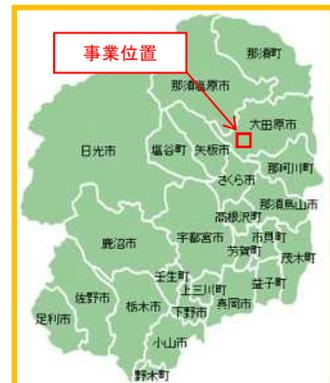 事業位置
那須町
那須塩原市
大田原市
日光市
塩谷町
矢板市
那珂川町
さくら市
那須烏山市
高根沢町
鹿沼市
宇都宮市
市貝町
芳賀町
茂木町
壬生町
上三川町
益子町
佐野市
栃木市
下野市
真岡市
足利市
小山市
野木町